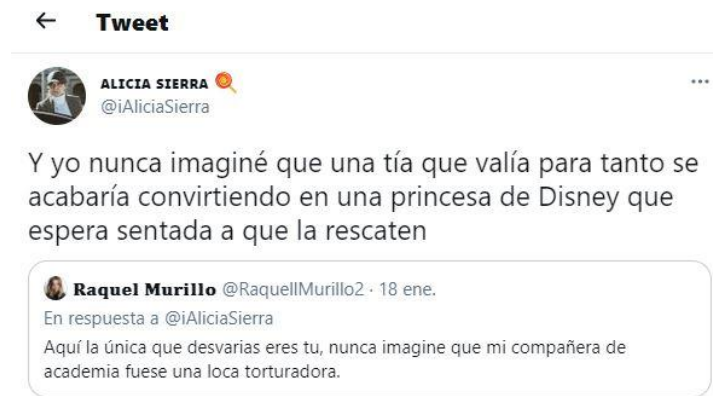 Tweet
ALICIA SIERRA
@iAliciaSierra
Y yo nunca imaginé que una tía que valía para tanto se
acabaría convirtiendo en una princesa de Disney que
espera sentada a que la rescaten
Raquel Murillo @RaquellMurillo2 · 18 ene.
En respuesta a @iAliciaSierra
Aquí la única que desvarias eres tu, nunca imagine que mi compañera de
academia fuese una loca torturadora.